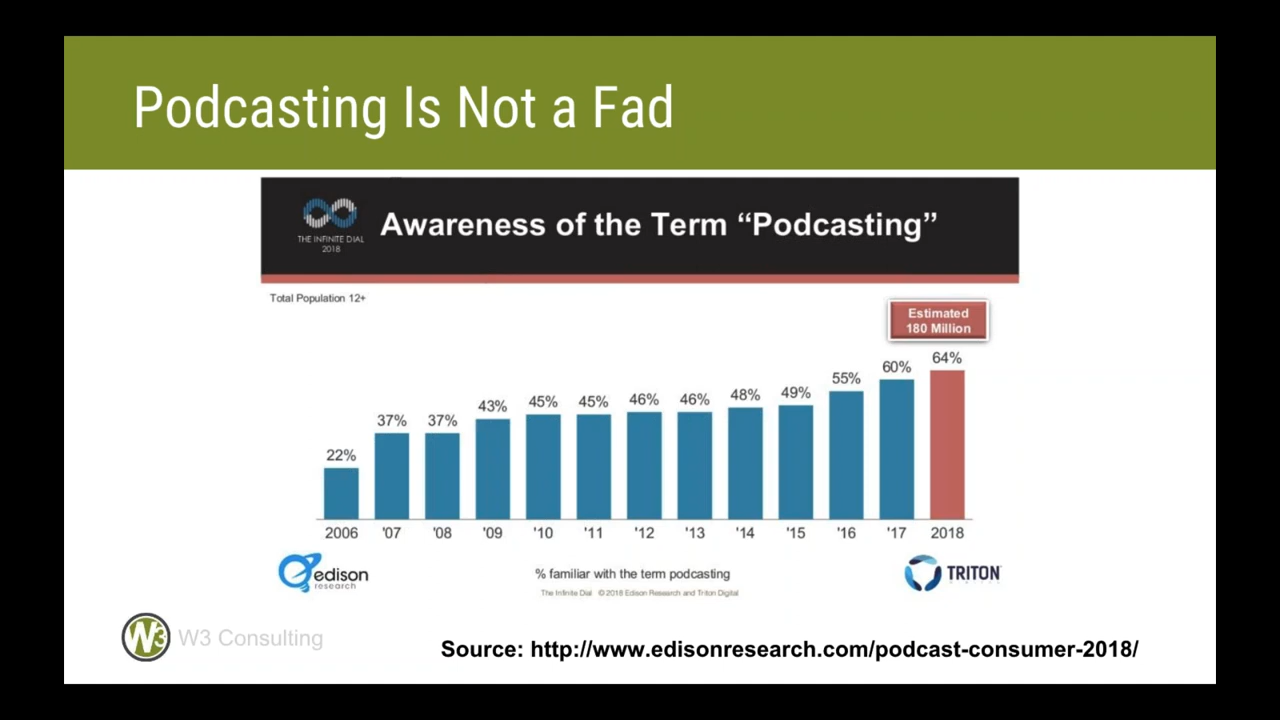 Podcasting Is Not a Fad
THE INFINITE DIAL
2018
Awareness of the Term “Podcasting”
Total Population 12+
Estimated
180 Million
22%
37%
37%
43%
45%
45%
46%
46%
48%
49%
55%
60%
64%
2006 '07 '08 '09 '10 '11 '12 '13 '14 '15 '16 '17 2018
edison
research
% familiar with the term podcasting
The Infinite Dial © 2018 Edison Research and Triton Digital
TRITON
W3 W3 Consulting
Source: http://www.edisonresearch.com/podcast-consumer-2018/